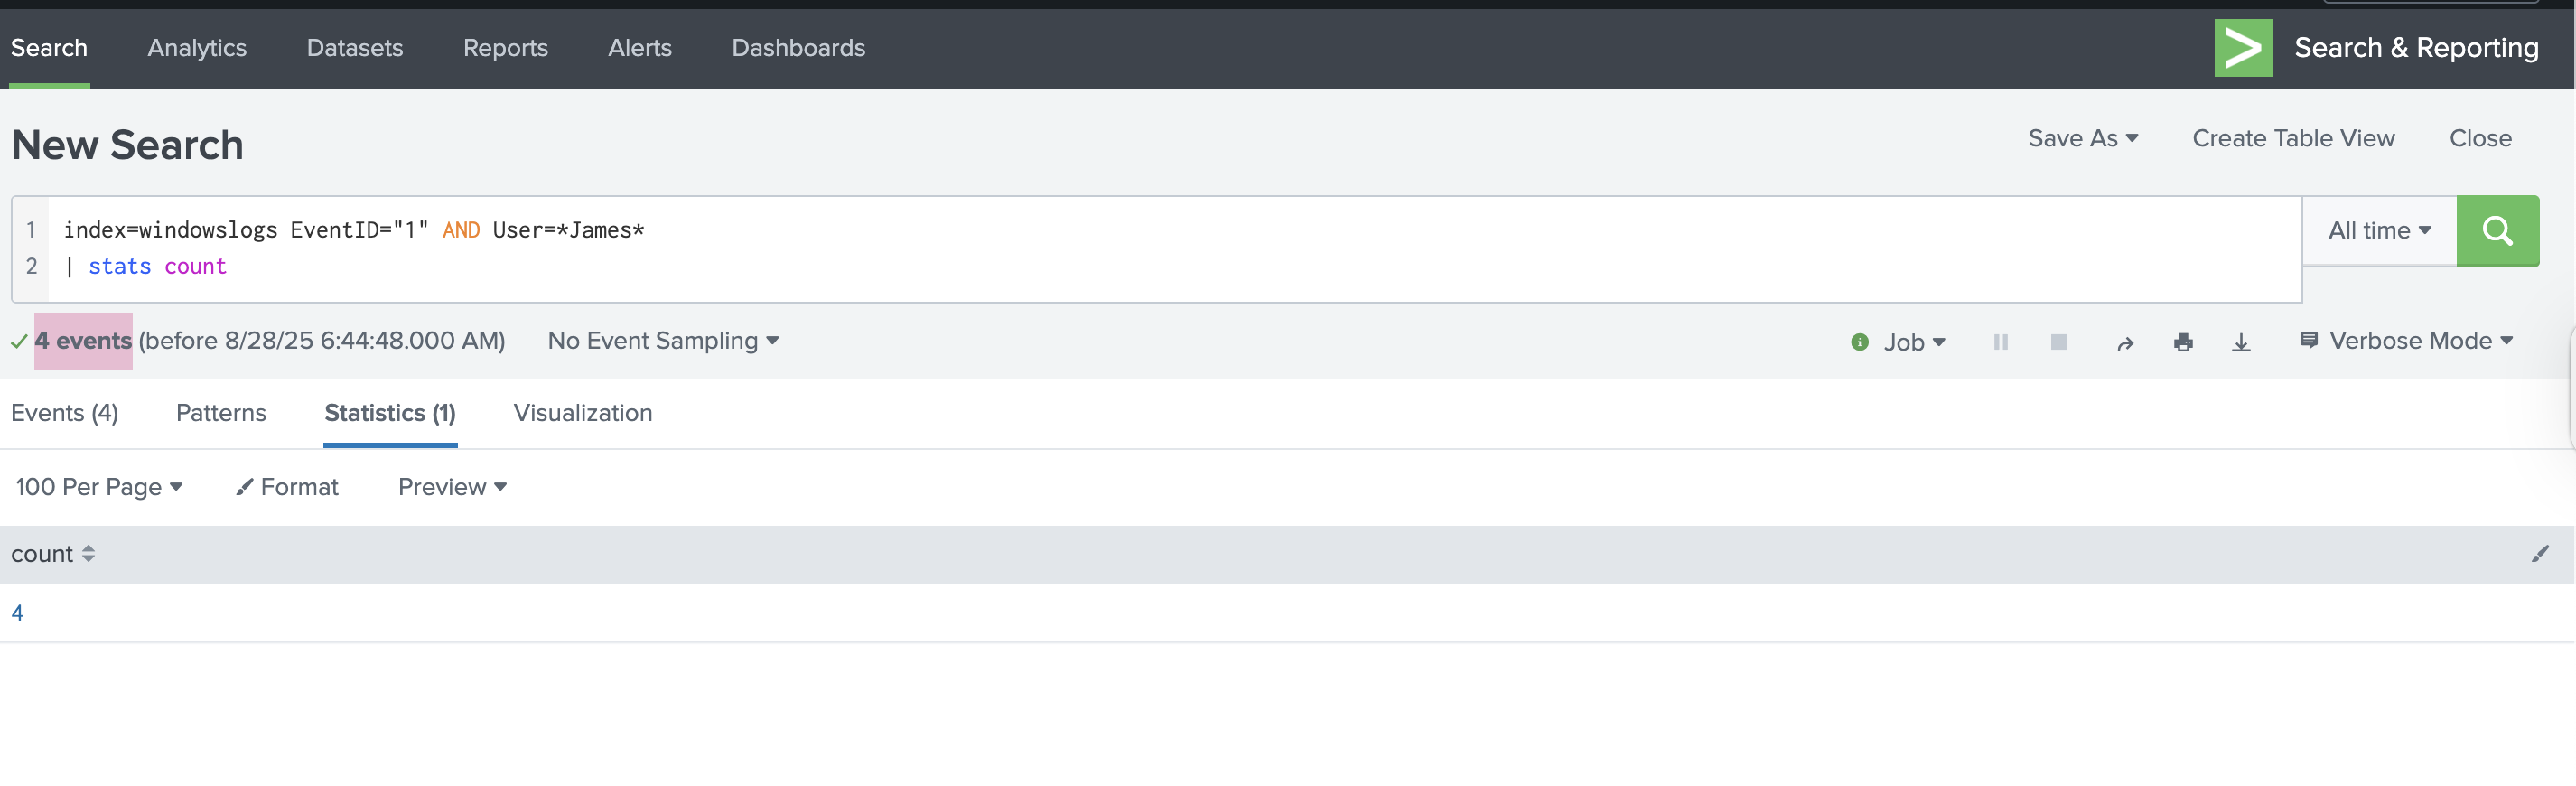 Search Analytics Datasets Reports Alerts Dashboards > Search & Reporting
New Search Save As Create Table View Close
1 index=windowslogs EventID="1" AND User=*James* All time
2 | stats count
4 events (before 8/28/25 6:44:48.000 AM) No Event Sampling Job Verbose Mode
Events (4) Patterns Statistics (1) Visualization
100 Per Page Format Preview
count
4